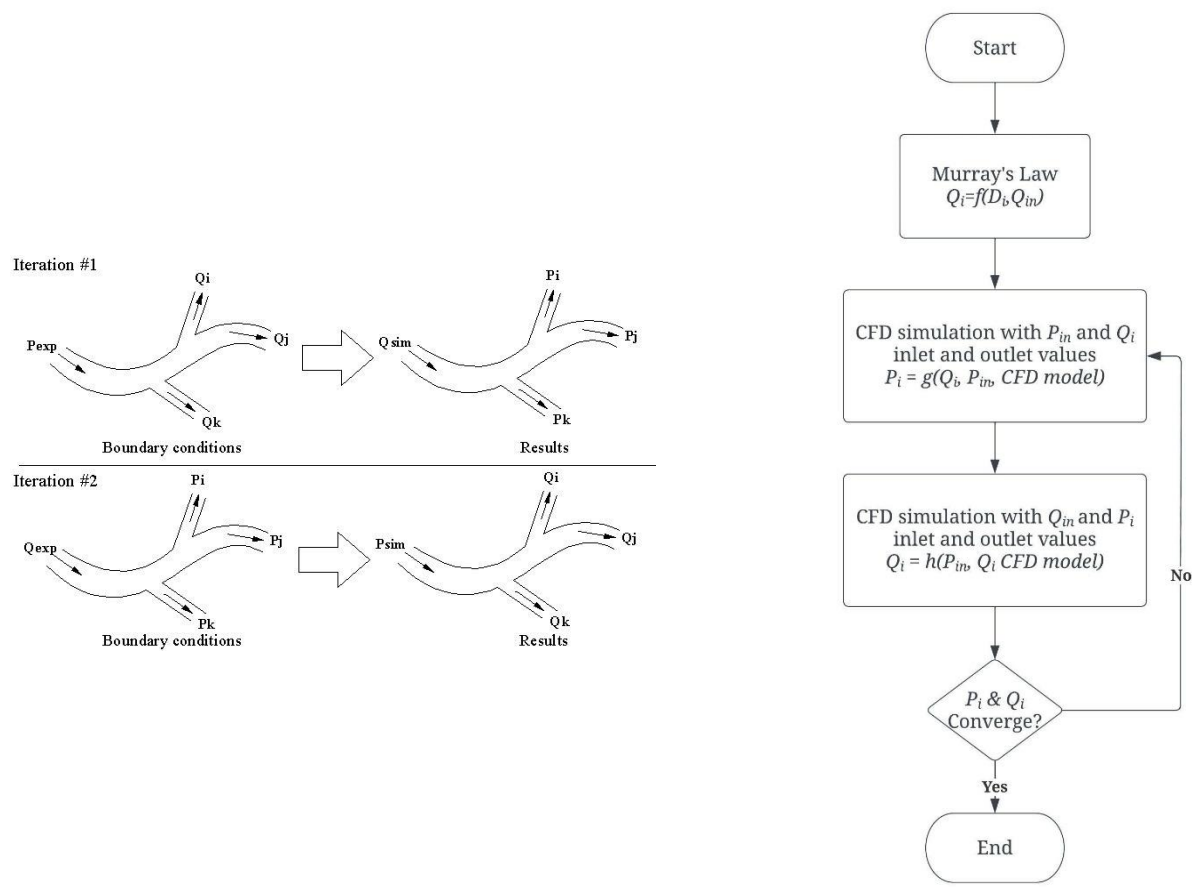 Iteration #1
Qi
Pexp
Qj
Qk
Boundary conditions
Pi
Qsim
Pj
Pk
Results
Iteration #2
Pi
Qexp
Pj
Pk
Boundary conditions
Qi
Psim
Qj
Qk
Results
Start
Murray's Law
Qi=f(Di,Qin)
CFD simulation with Pin and Qi
inlet and outlet values
Pi = g(Qi, Pin, CFD model)
CFD simulation with Qin and Pi
inlet and outlet values
Qi = h(Pin, Qi CFD model)
No
Pi & Qi
Converge?
Yes
End